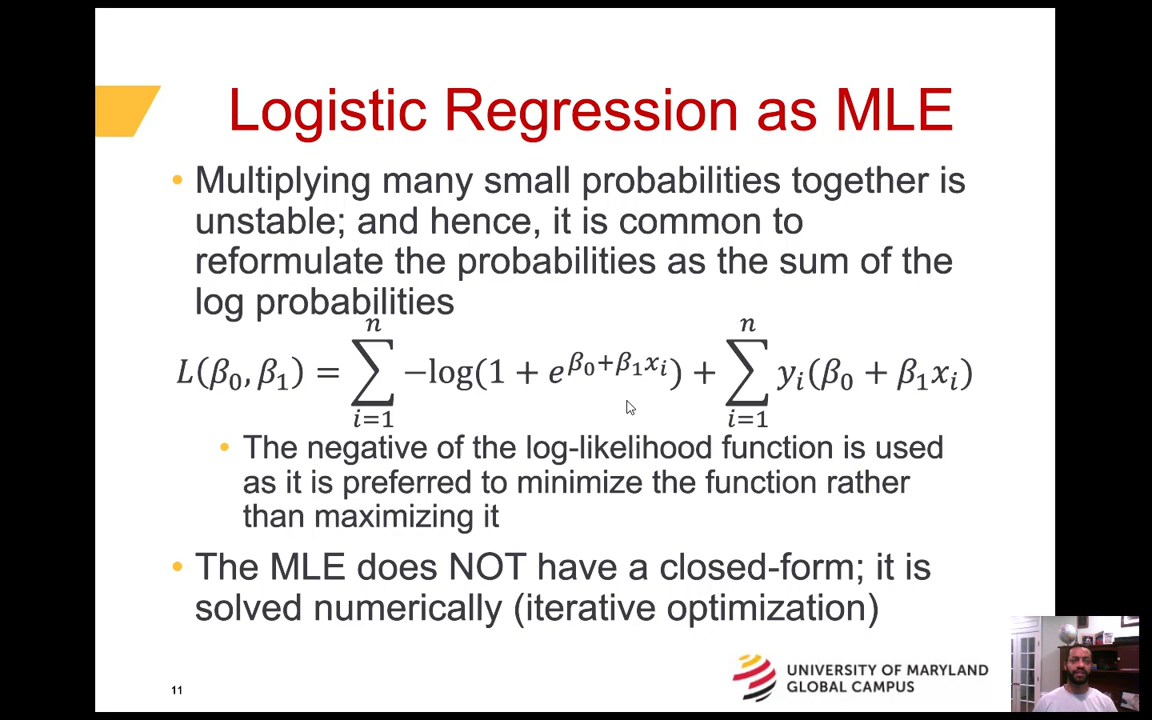 Logistic Regression as MLE
• Multiplying many small probabilities together is
unstable; and hence, it is common to
reformulate the probabilities as the sum of the
log probabilities
L(β₀, β₁) = ∑ᵢ₌₁ⁿ −log(1 + e^(β₀+β₁xᵢ)) + ∑ᵢ₌₁ⁿ yᵢ(β₀ + β₁xᵢ)
• The negative of the log-likelihood function is used
as it is preferred to minimize the function rather
than maximizing it
• The MLE does NOT have a closed-form; it is
solved numerically (iterative optimization)
11
UNIVERSITY OF MARYLAND
GLOBAL CAMPUS